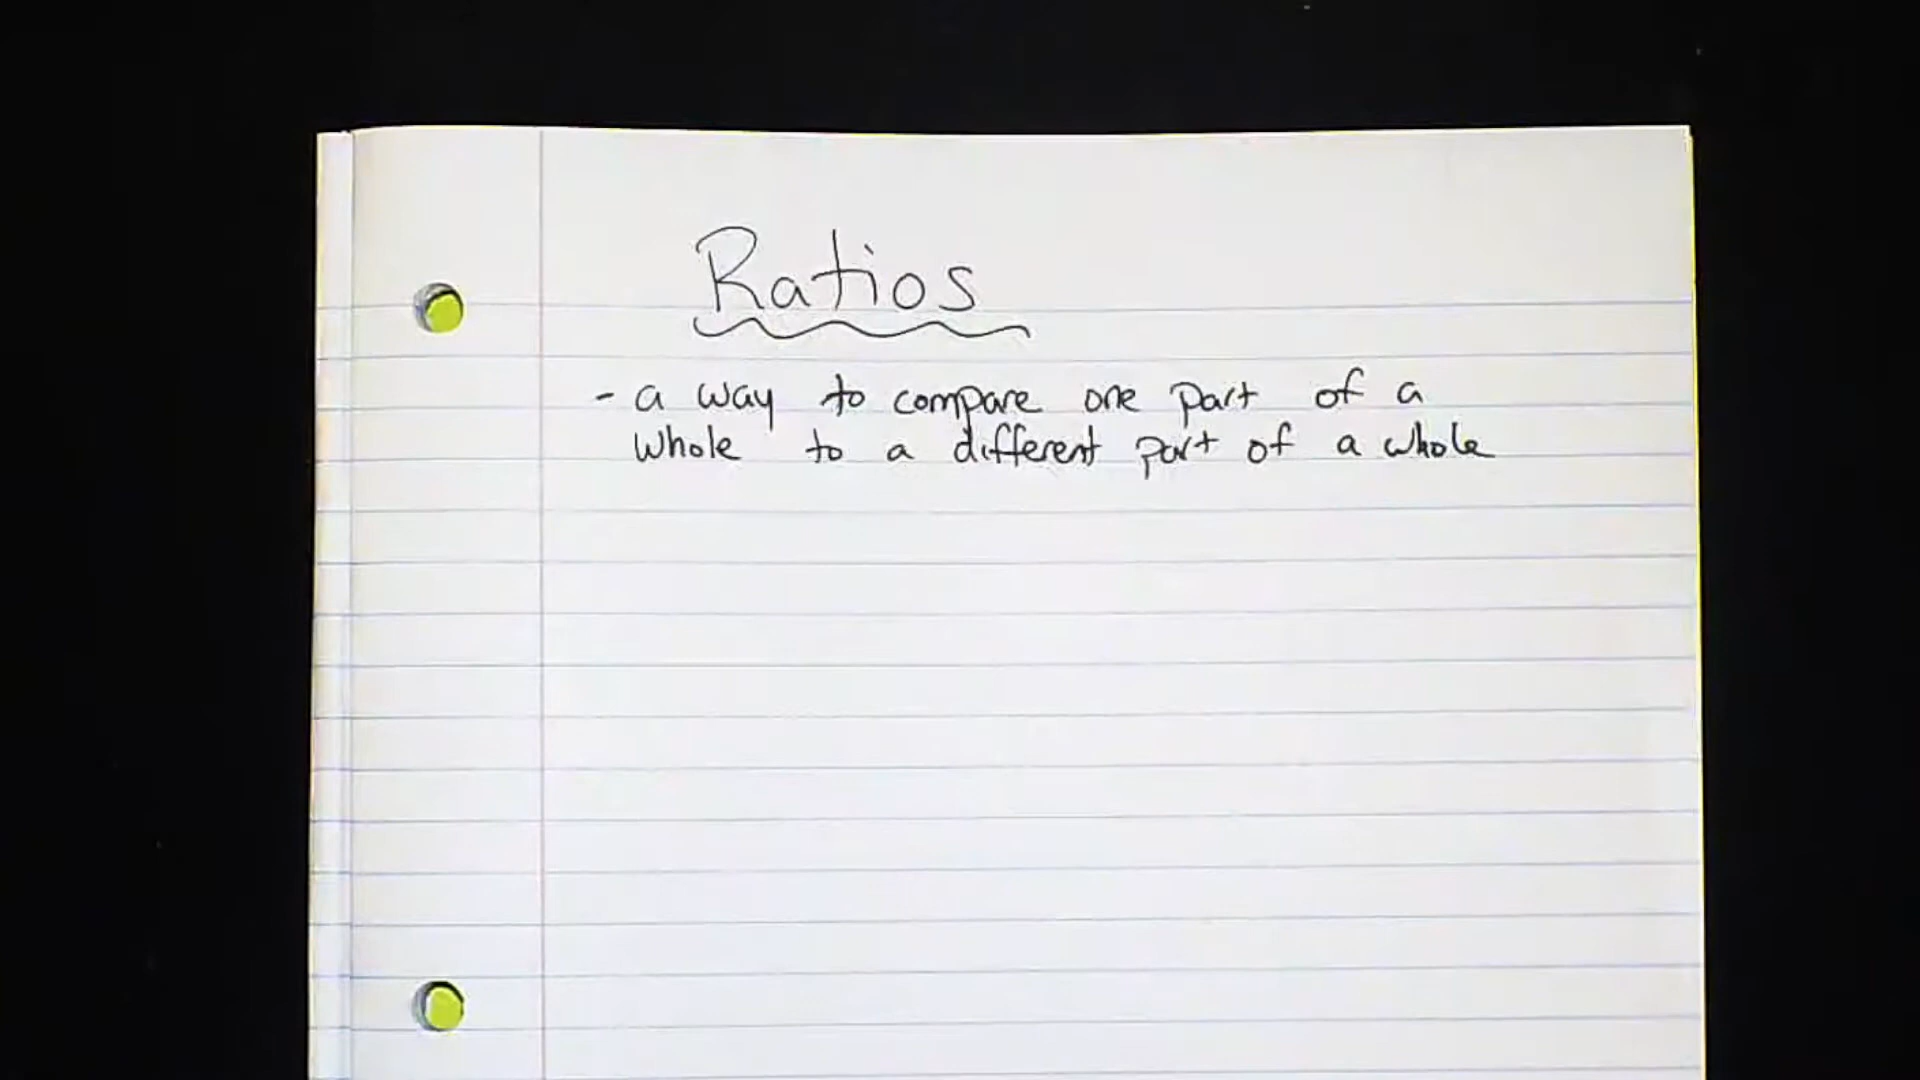 Ratios
- a way to compare one part of a
whole to a different part of a whole